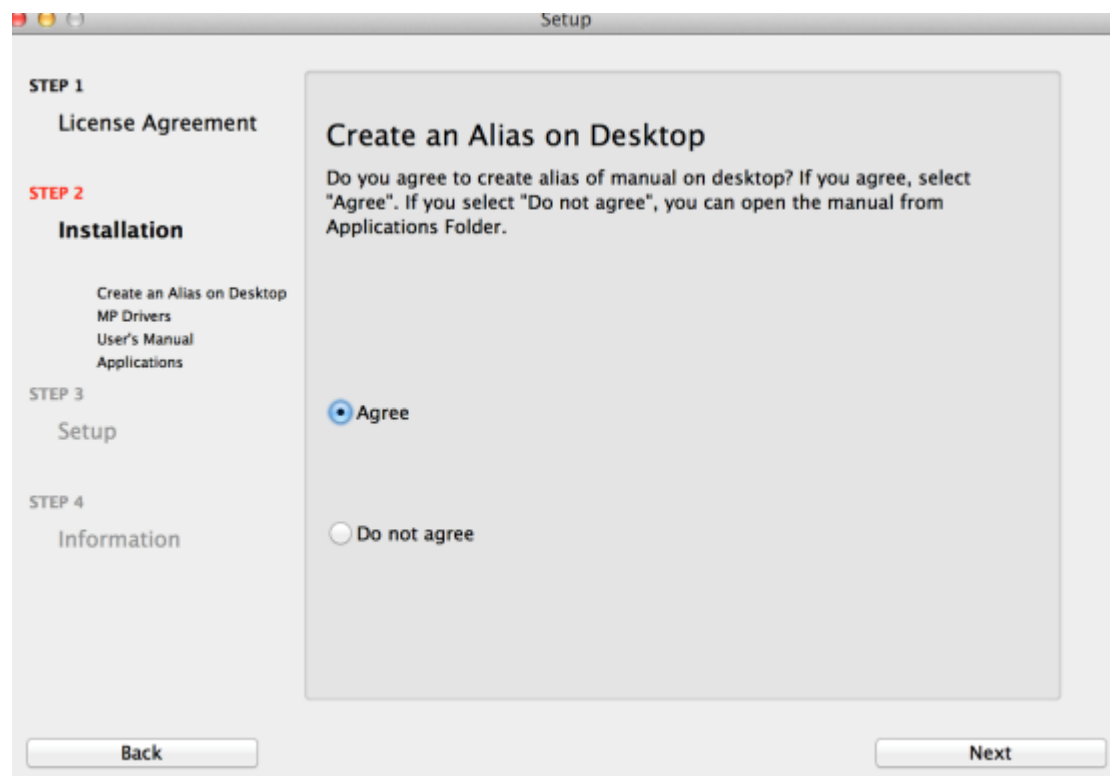 Setup
STEP 1
License Agreement
STEP 2
Installation
Create an Alias on Desktop
MP Drivers
User's Manual
Applications
STEP 3
Setup
STEP 4
Information
Create an Alias on Desktop
Do you agree to create alias of manual on desktop? If you agree, select
"Agree". If you select "Do not agree", you can open the manual from
Applications Folder.
Agree
Do not agree
Back
Next